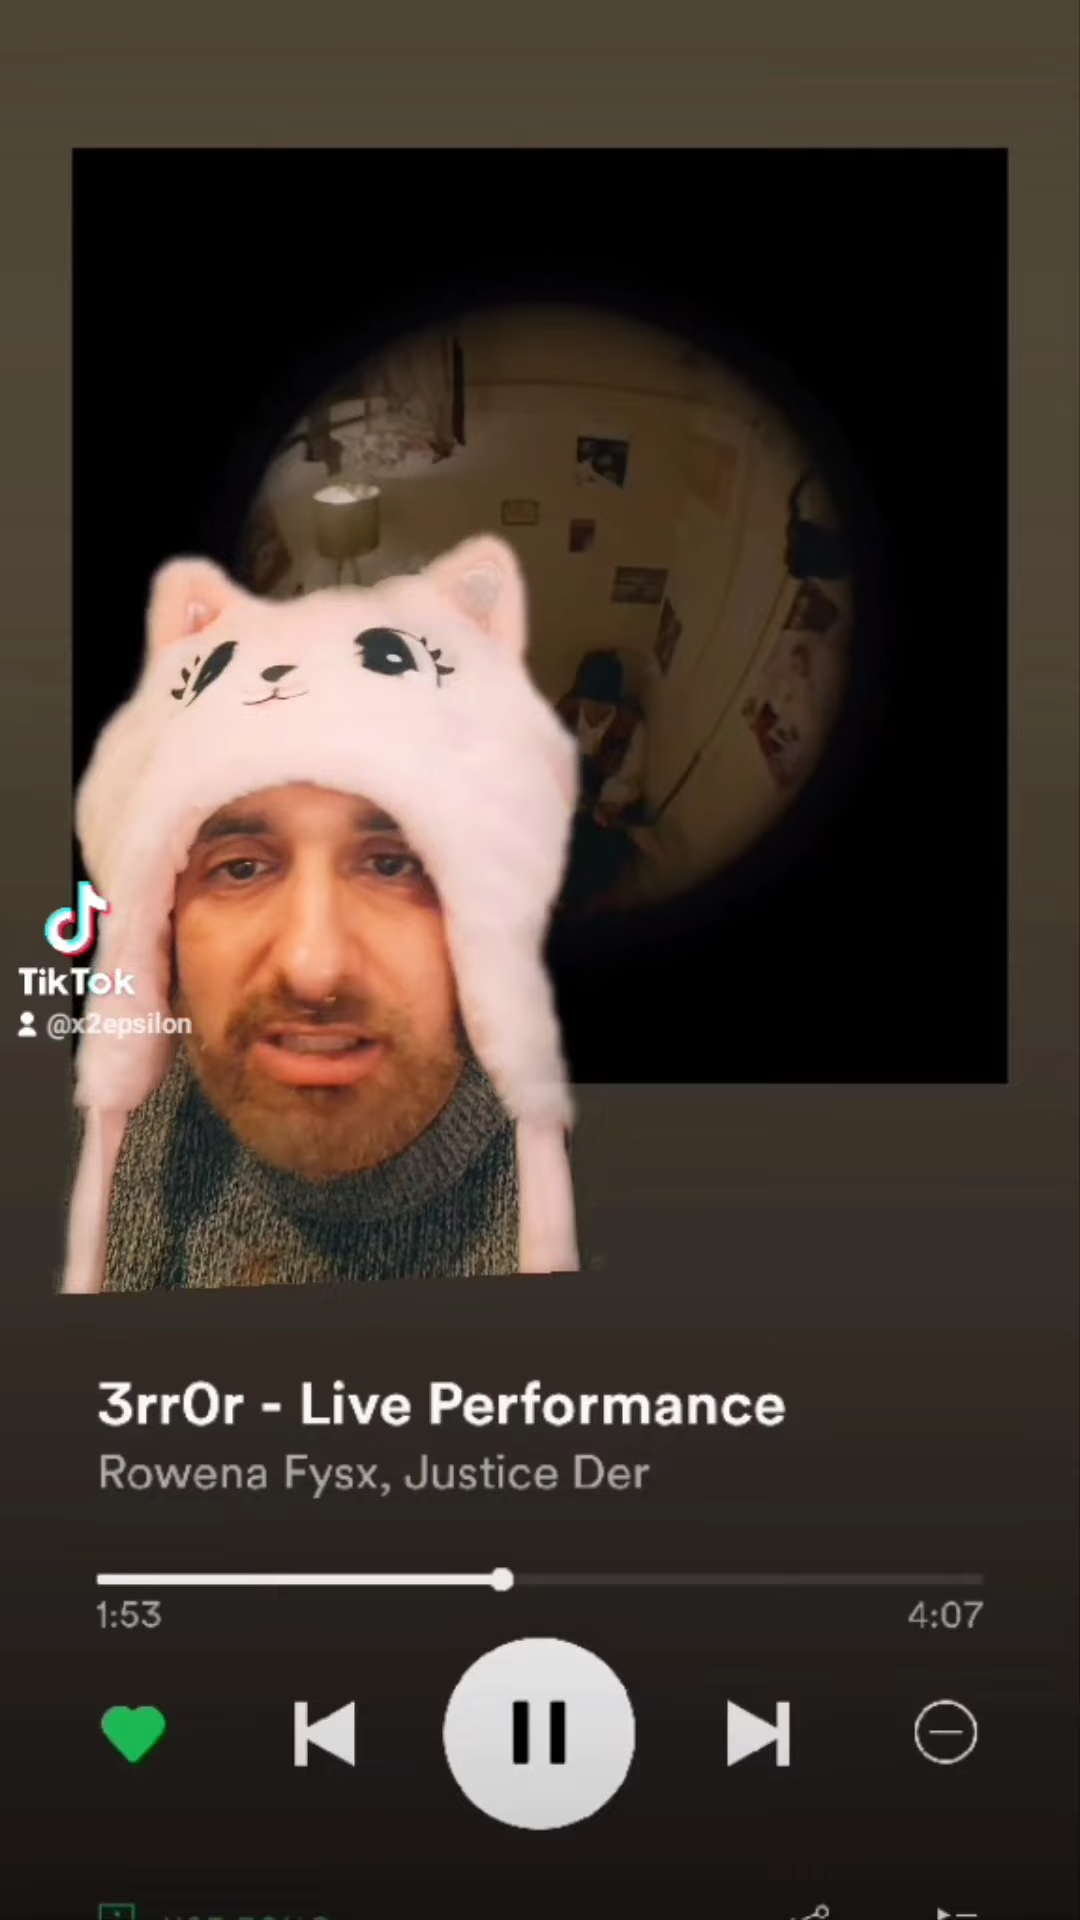 TikTok
@x2epsilon
3rr0r - Live Performance
Rowena Fysx, Justice Der
1:53
4:07